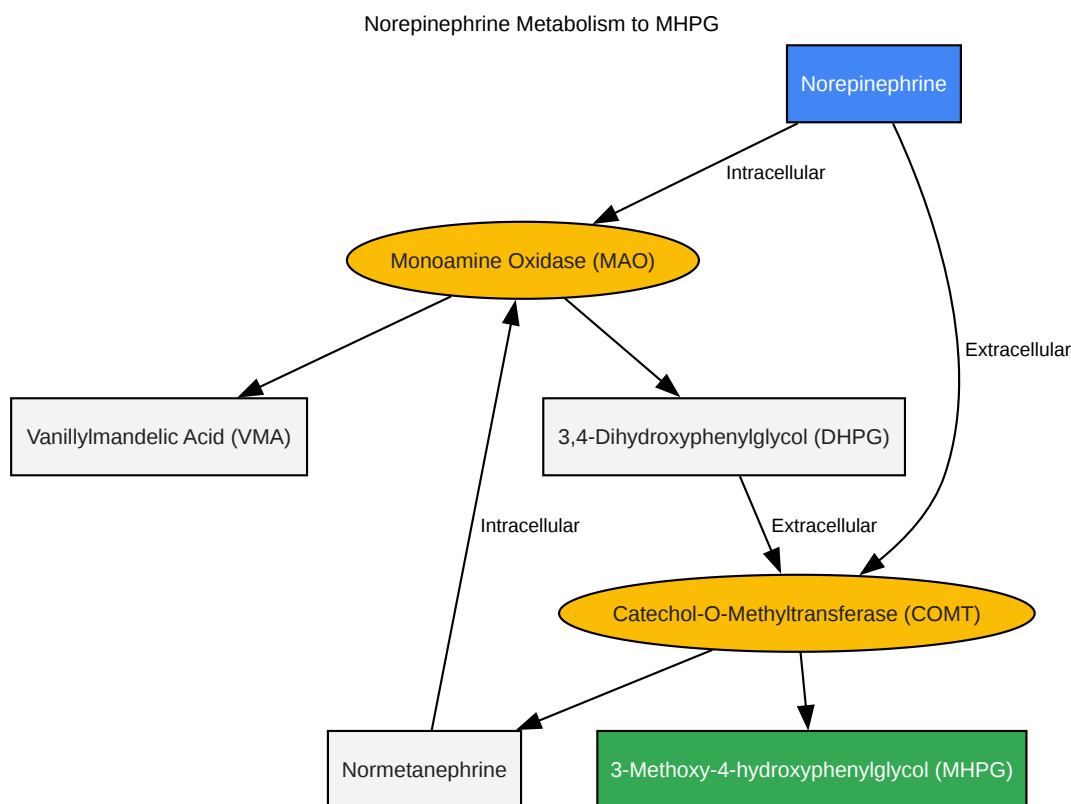 Norepinephrine Metabolism to MHPG
Norepinephrine
Intracellular
Monoamine Oxidase (MAO)
Extracellular
Vanillylmandelic Acid (VMA)
3,4-Dihydroxyphenylglycol (DHPG)
Intracellular
Extracellular
Catechol-O-Methyltransferase (COMT)
Normetanephrine
3-Methoxy-4-hydroxyphenylglycol (MHPG)